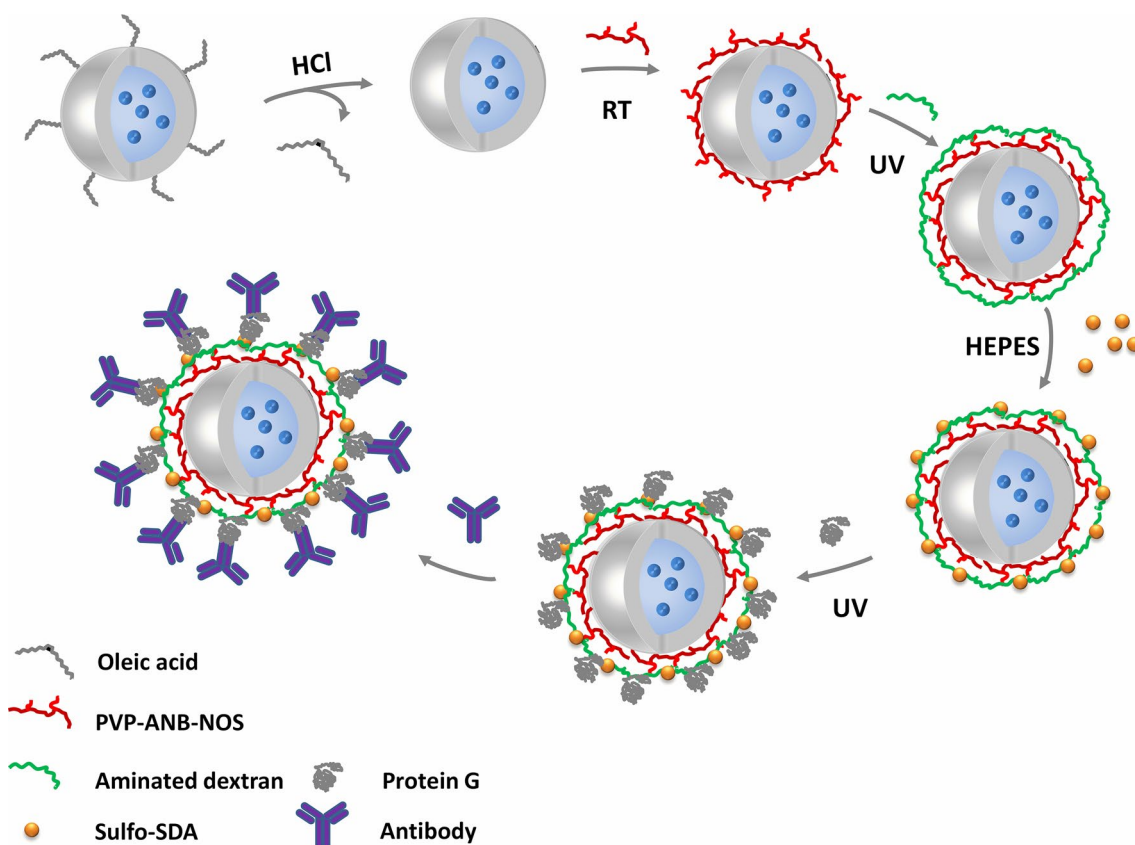 HCl
RT
UV
HEPES
UV
Oleic acid
PVP-ANB-NOS
Aminated dextran
Protein G
Sulfo-SDA
Antibody